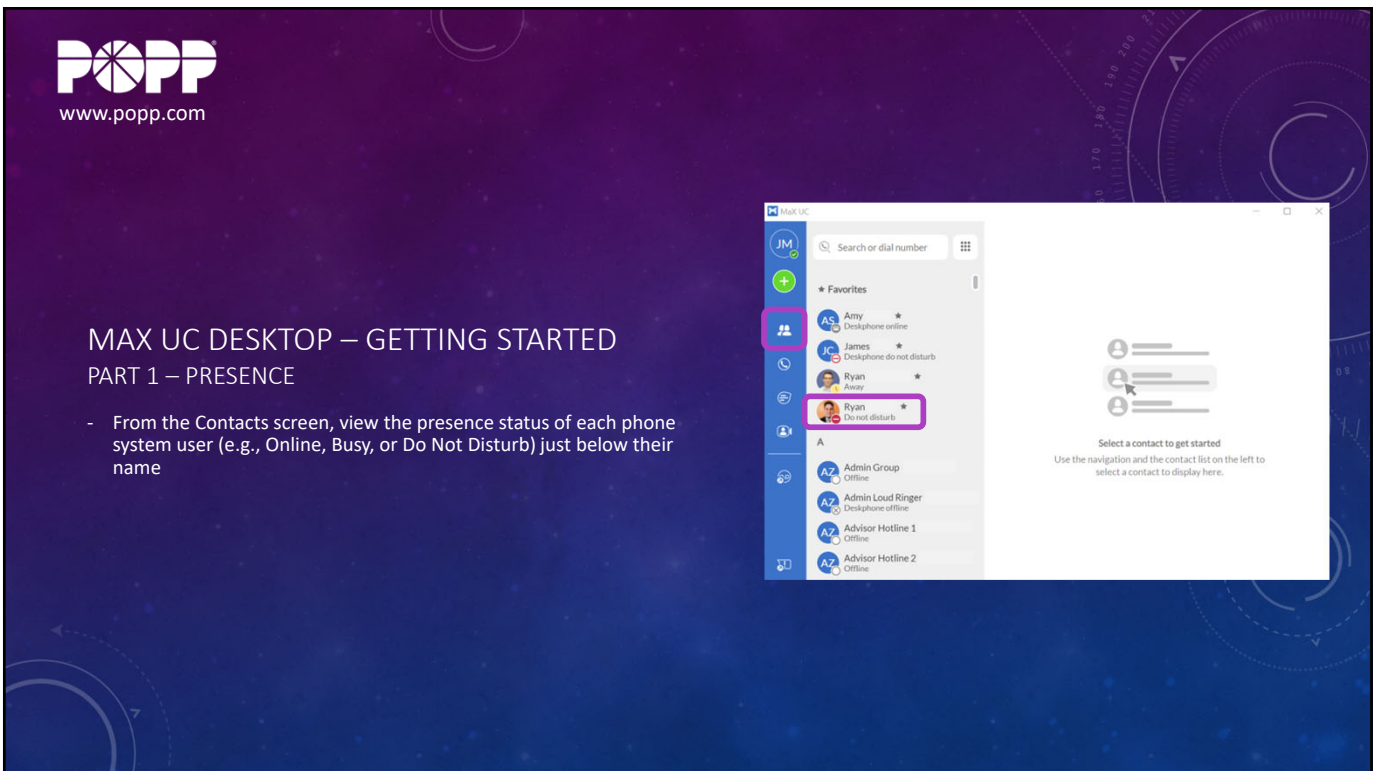 POPP
www.popp.com
MAX UC DESKTOP – GETTING STARTED
PART 1 – PRESENCE
- From the Contacts screen, view the presence status of each phone
system user (e.g., Online, Busy, or Do Not Disturb) just below their
name
MaX UC
JM
Search or dial number
★ Favorites
AS
Amy ★
Deskphone online
JC
James ★
Deskphone do not disturb
Ryan ★
Away
Ryan ★
Do not disturb
A
AZ
Admin Group
Offline
AZ
Admin Loud Ringer
Deskphone offline
AZ
Advisor Hotline 1
Offline
AZ
Advisor Hotline 2
Offline
Select a contact to get started
Use the navigation and the contact list on the left to
select a contact to display here.
200
190
180
170